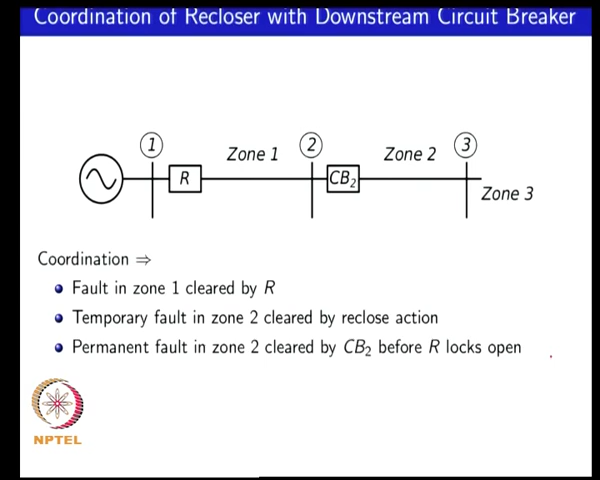 Coordination of Recloser with Downstream Circuit Breaker
1
2
3
Zone 1
Zone 2
R
CB2
Zone 3
Coordination ⇒
Fault in zone 1 cleared by R
Temporary fault in zone 2 cleared by reclose action
Permanent fault in zone 2 cleared by CB2 before R locks open
NPTEL